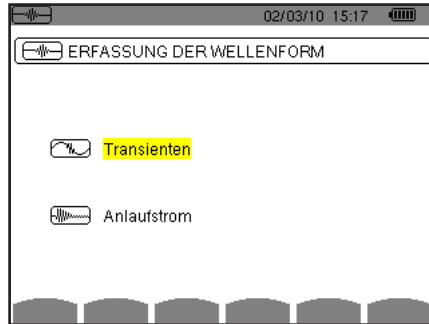 02/03/10 15:17
ERFASSUNG DER WELLENFORM
Transienten
Anlaufstrom